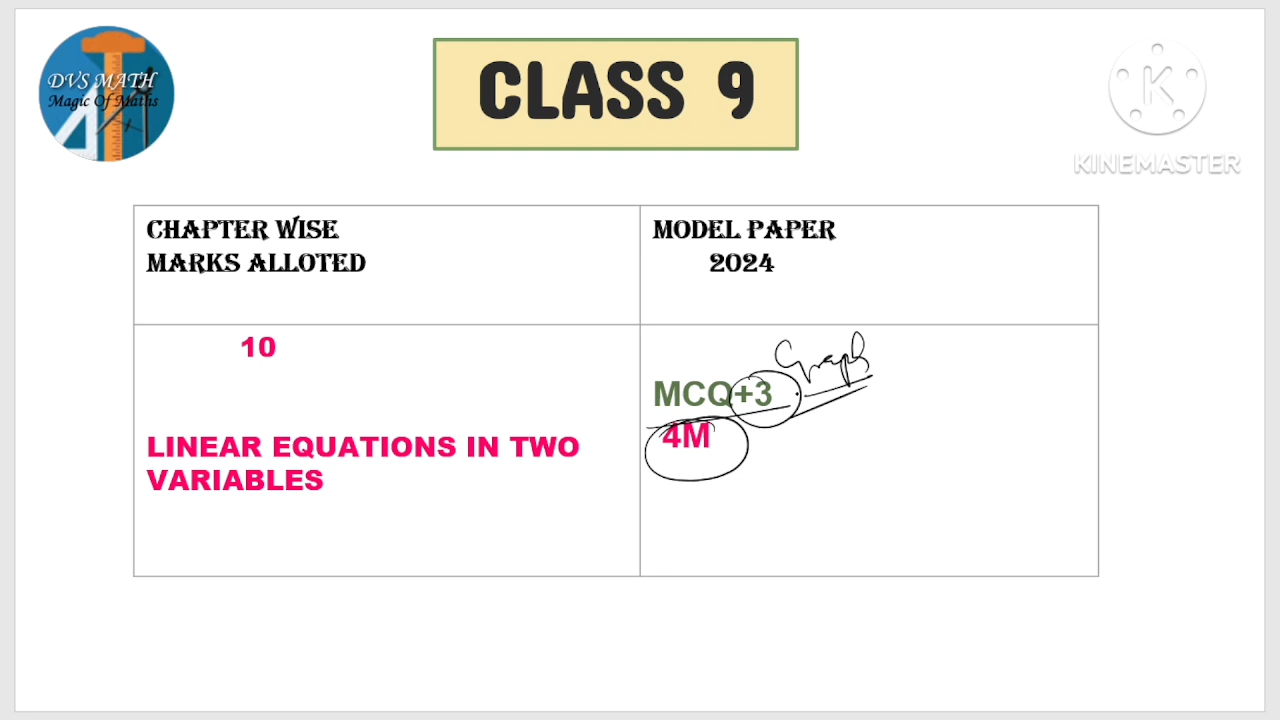 DVS MATH
Magic Of Maths
CLASS 9
KINEMASTER
CHAPTER WISE
MARKS ALLOTED
MODEL PAPER
2024
10
LINEAR EQUATIONS IN TWO
VARIABLES
Graph
MCQ+3
4M